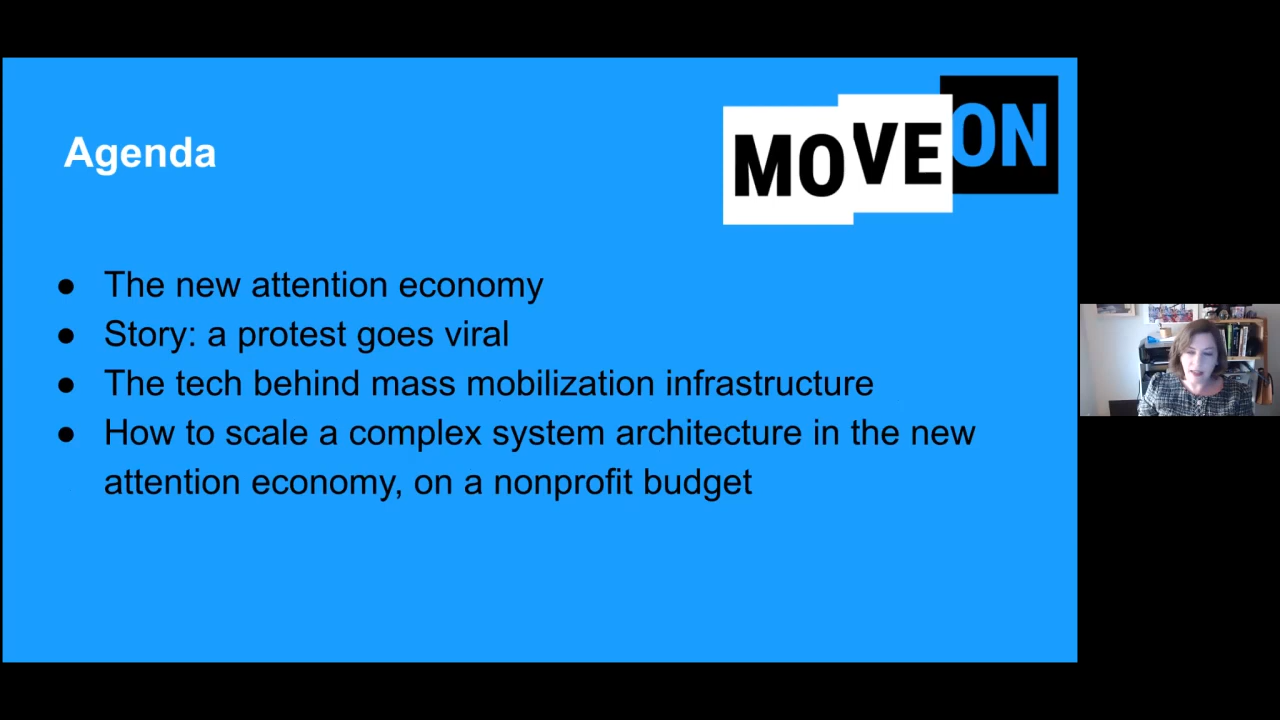 MOVEON
Agenda
● The new attention economy
● Story: a protest goes viral
● The tech behind mass mobilization infrastructure
● How to scale a complex system architecture in the new
attention economy, on a nonprofit budget